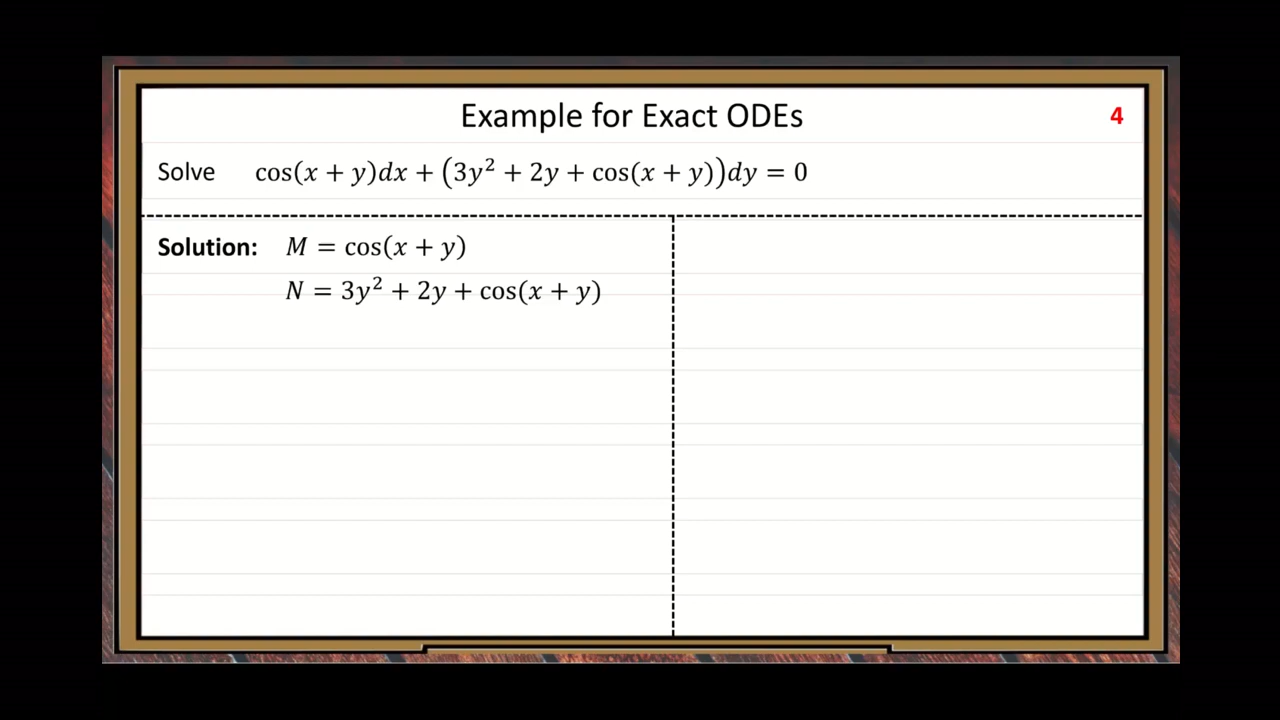 Example for Exact ODEs
4
Solve cos(x + y)dx + (3y² + 2y + cos(x + y))dy = 0
Solution: M = cos(x + y)
N = 3y² + 2y + cos(x + y)